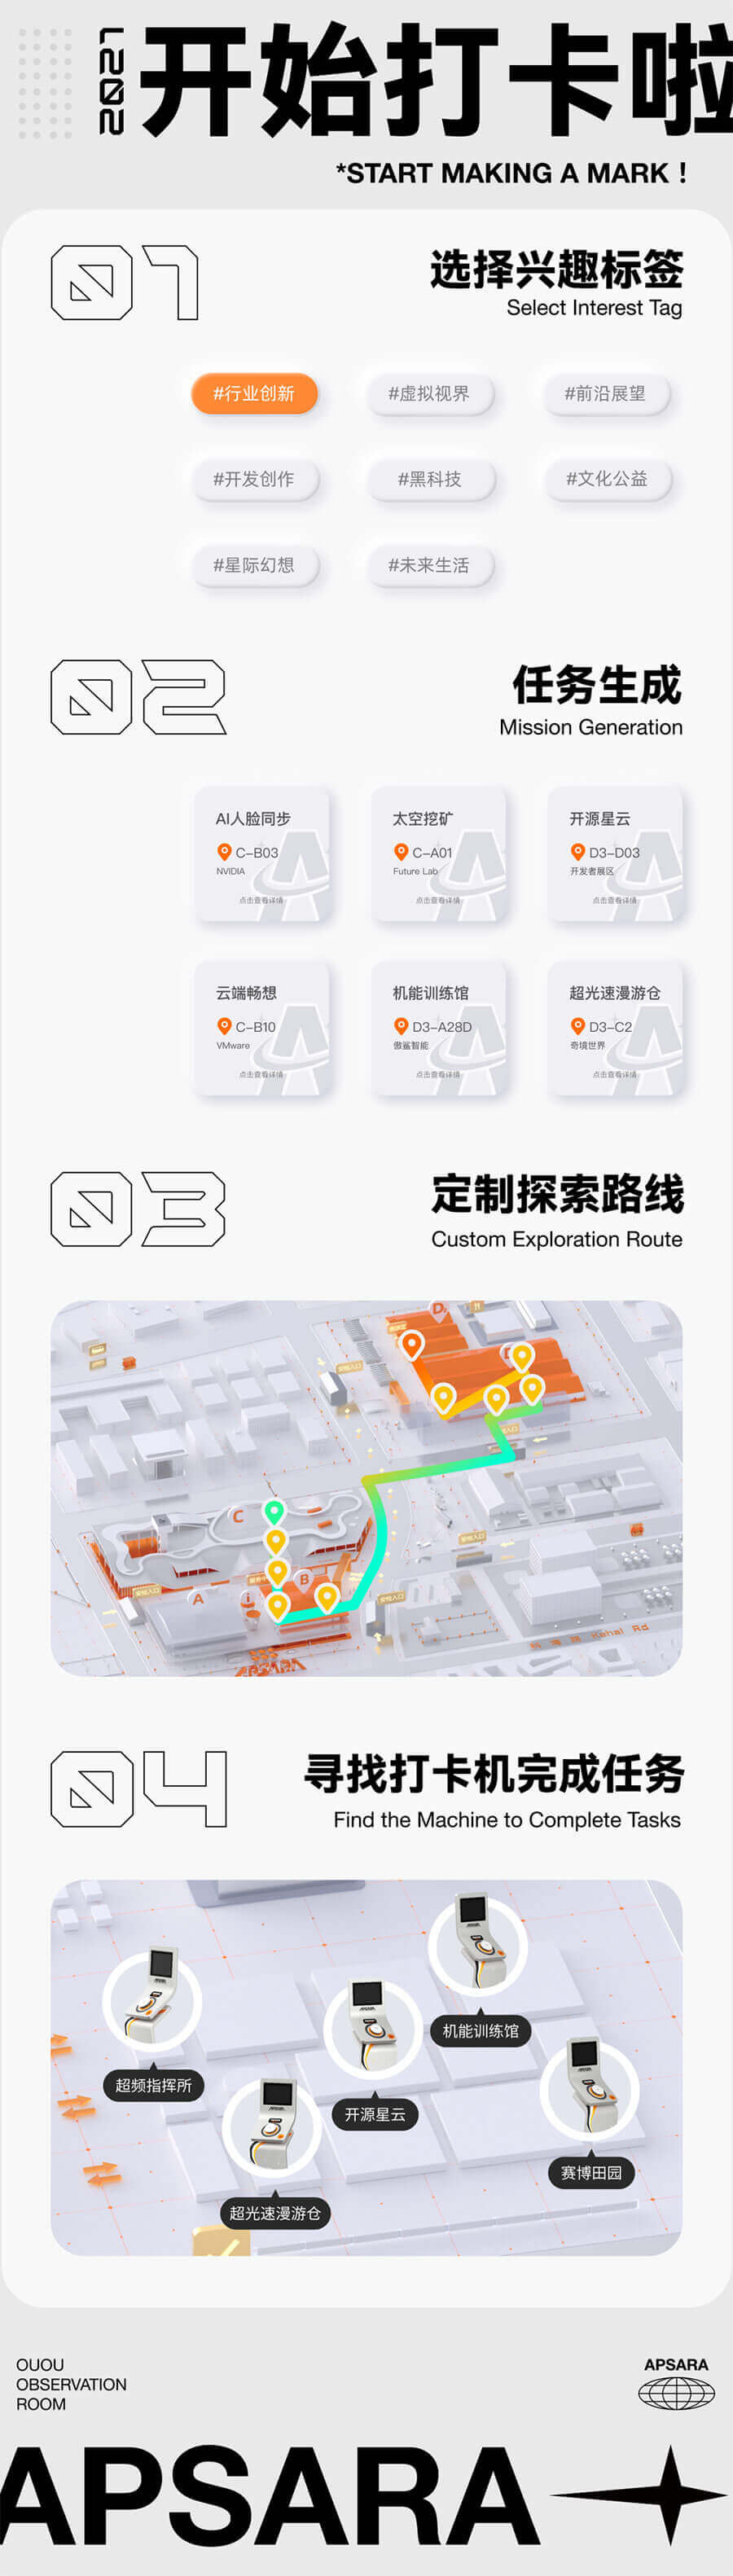 2021
开始打卡啦
*START MAKING A MARK！
01
选择兴趣标签
Select Interest Tag
#行业创新
#虚拟视界
#前沿展望
#开发创作
#黑科技
#文化公益
#星际幻想
#未来生活
02
任务生成
Mission Generation
AI人脸同步
C-B03
NVIDIA
点击查看详情
太空挖矿
C-A01
Future Lab
点击查看详情
开源星云
D3-D03
开发者展区
点击查看详情
云端畅想
C-B10
VMware
点击查看详情
机能训练馆
D3-A28D
傲鲨智能
点击查看详情
超光速漫游仓
D3-C2
奇境世界
点击查看详情
03
定制探索路线
Custom Exploration Route
D
C
B
A
i
APSARA
Rd
04
寻找打卡机完成任务
Find the Machine to Complete Tasks
机能训练馆
超频指挥所
开源星云
赛博田园
超光速漫游仓
OUOU
OBSERVATION
ROOM
APSARA
APSARA